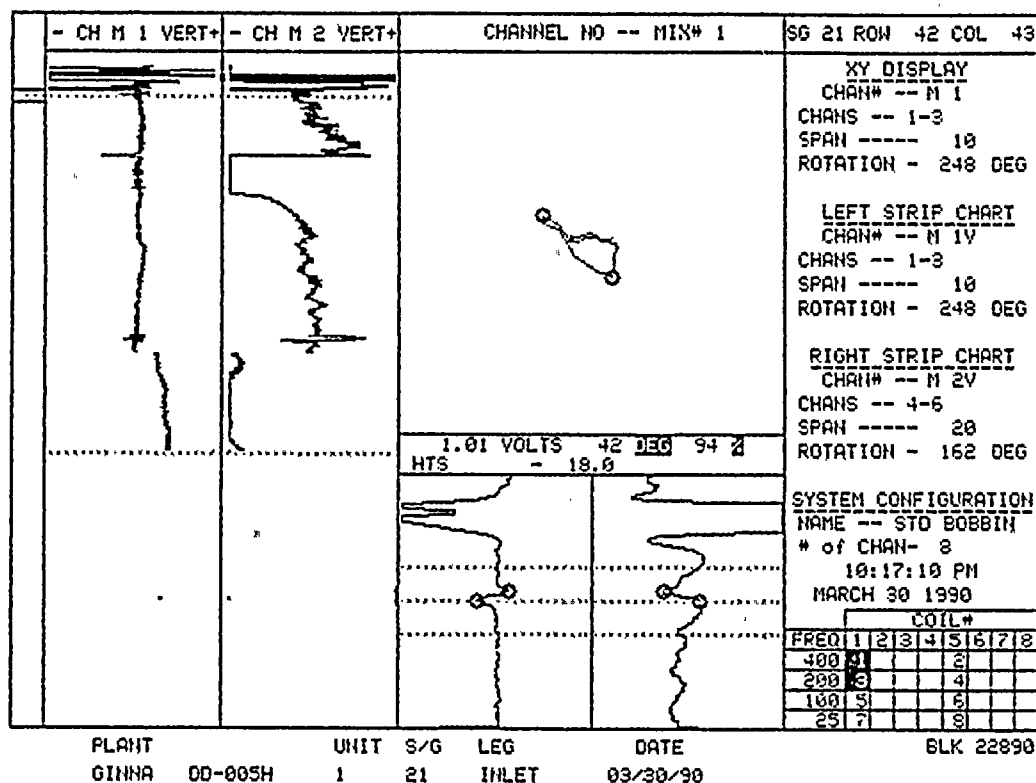 - CH M 1 VERT+
- CH M 2 VERT+
CHANNEL NO -- MIX# 1
SG 21 ROW 42 COL 43
XY DISPLAY
CHAN# -- M 1
CHANS -- 1-3
SPAN ----- 10
ROTATION - 248 DEG
LEFT STRIP CHART
CHAN# -- M 1V
CHANS -- 1-3
SPAN ----- 10
ROTATION - 248 DEG
RIGHT STRIP CHART
CHAN# -- M 2V
CHANS -- 4-6
SPAN ----- 20
ROTATION - 162 DEG
1.01 VOLTS 42 DEG 94 %
HTS - 18.0
SYSTEM CONFIGURATION
NAME -- STD BOBBIN
# of CHAN- 8
10:17:10 PM
MARCH 30 1990
COIL#
FREQ 1 2 3 4 5 6 7 8
400 1 2
200 3 4
100 5 6
25 7 8
PLANT UNIT S/G LEG DATE BLK 22890
GINNA DD-005H 1 21 INLET 03/30/90